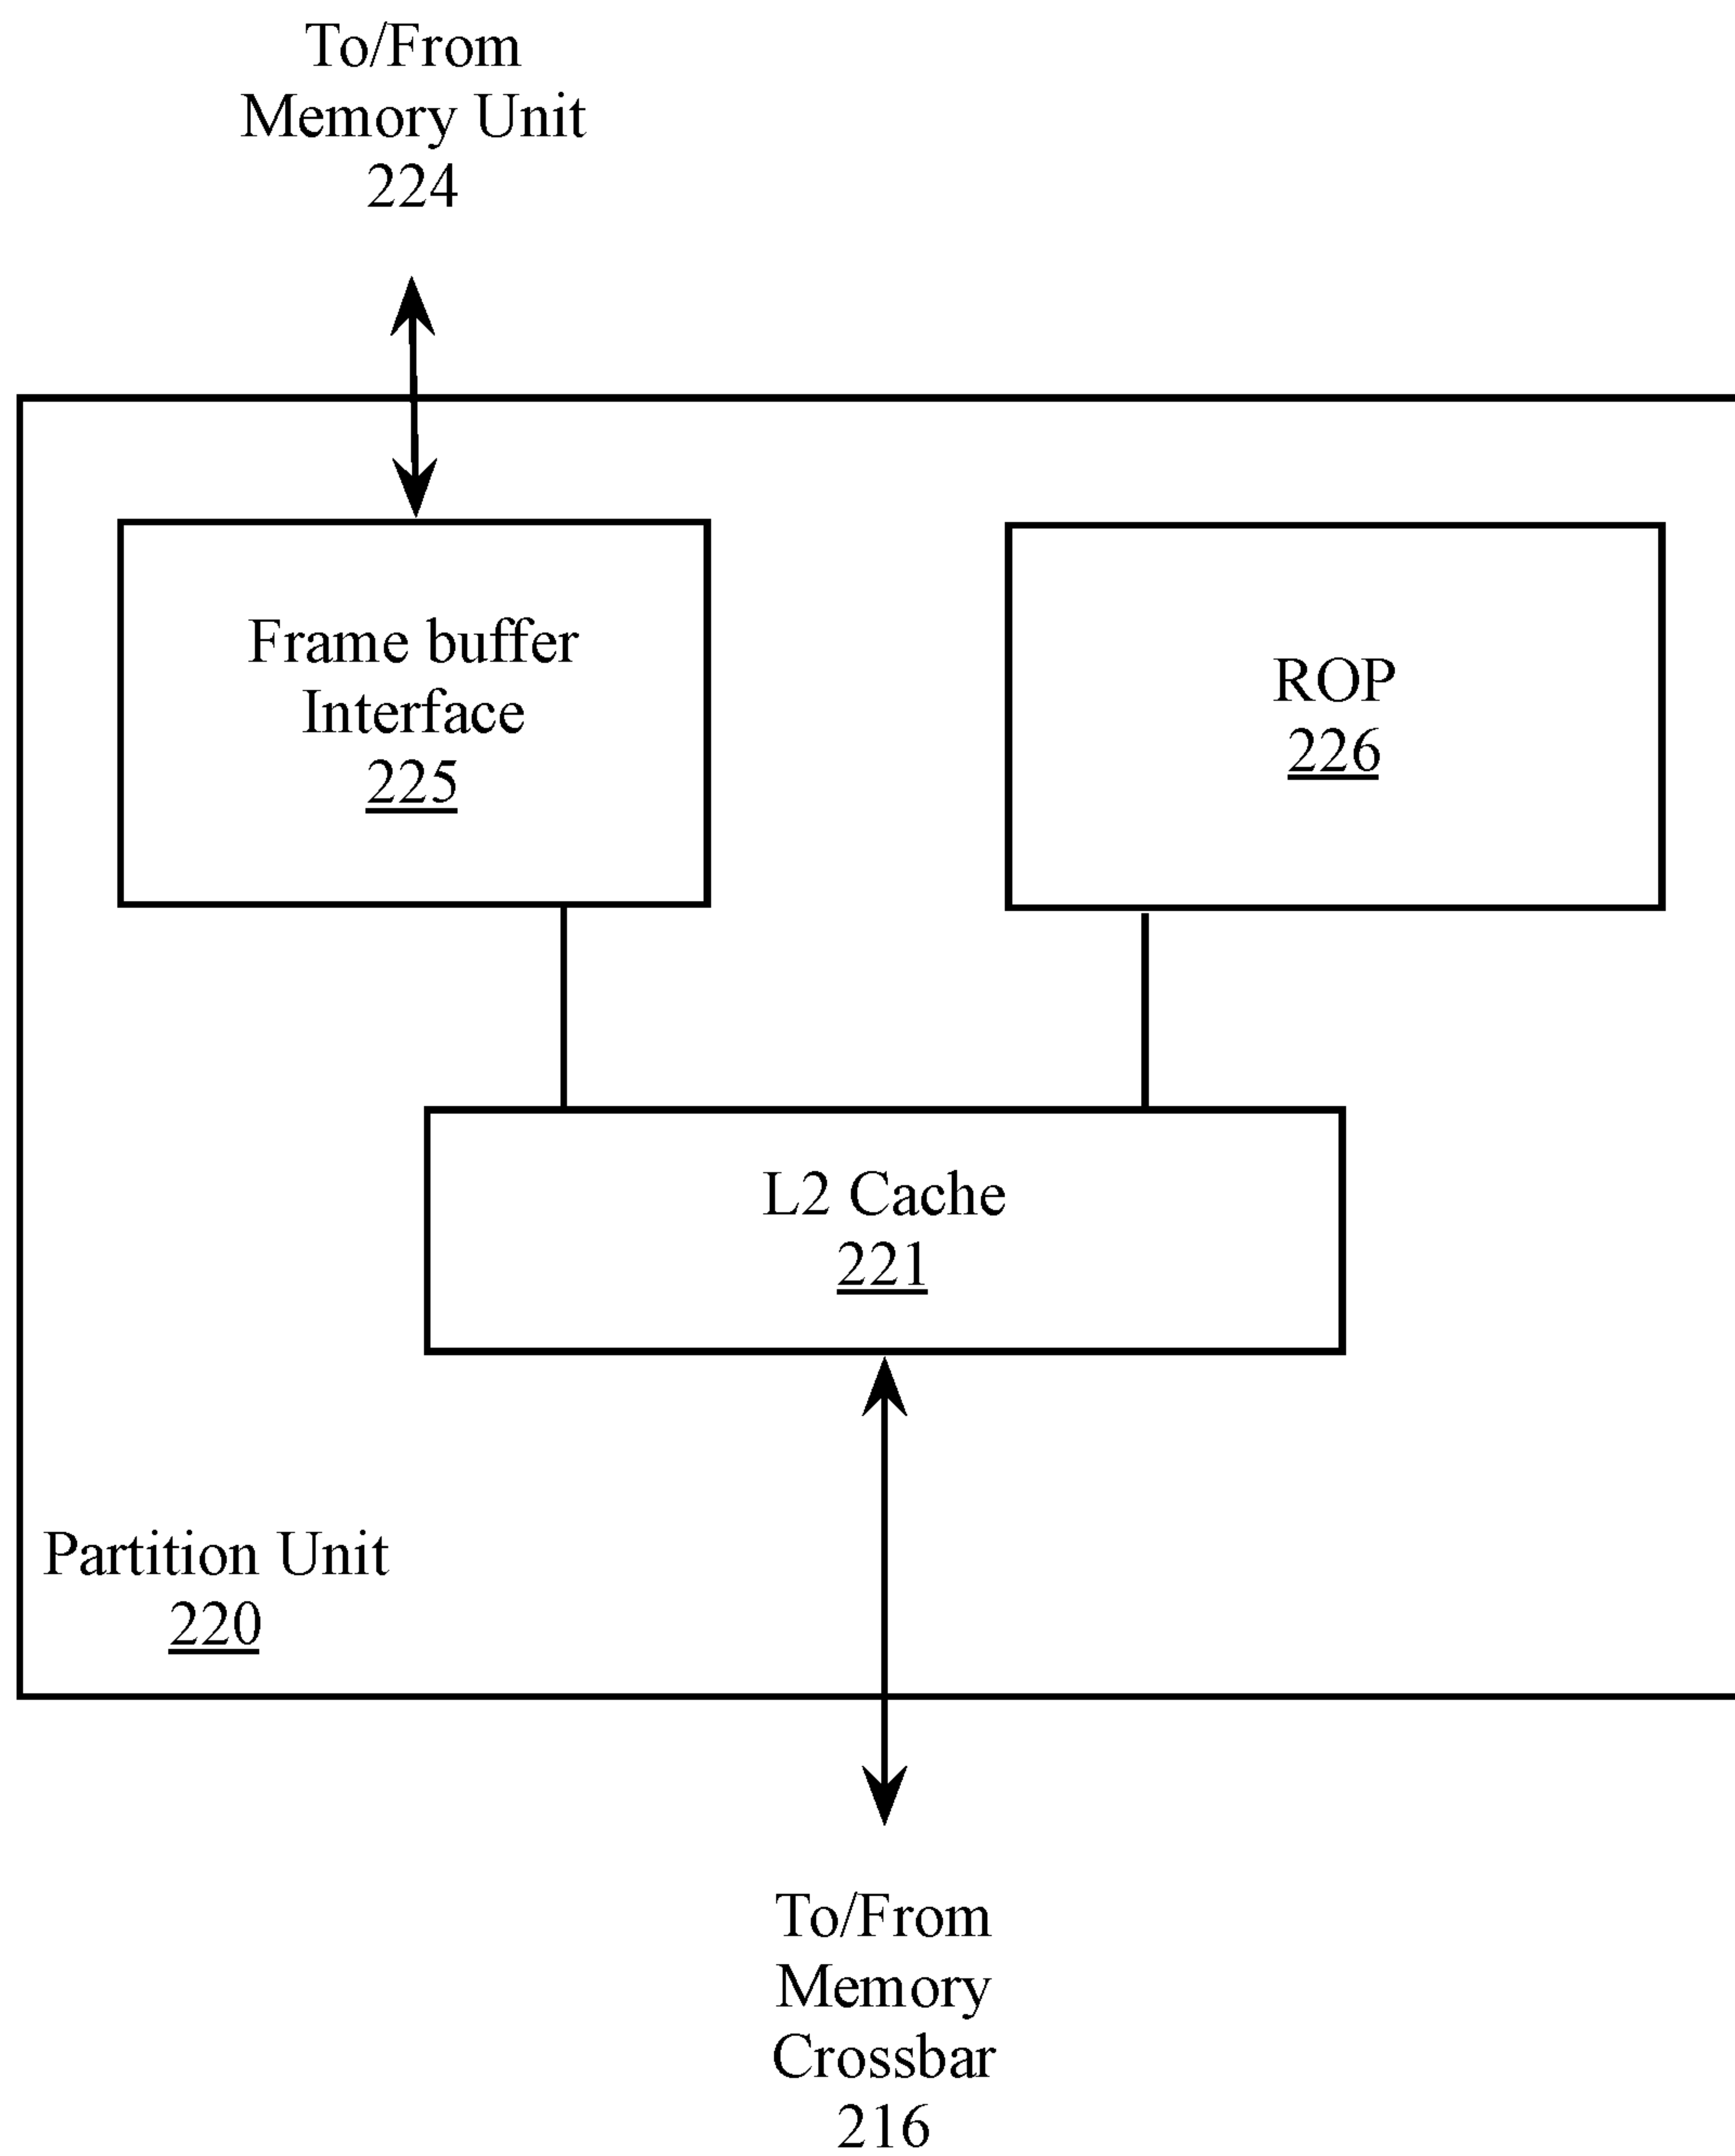 To/From
Memory Unit
224
Frame buffer
Interface
225
ROP
226
L2 Cache
221
Partition Unit
220
To/From
Memory
Crossbar
216